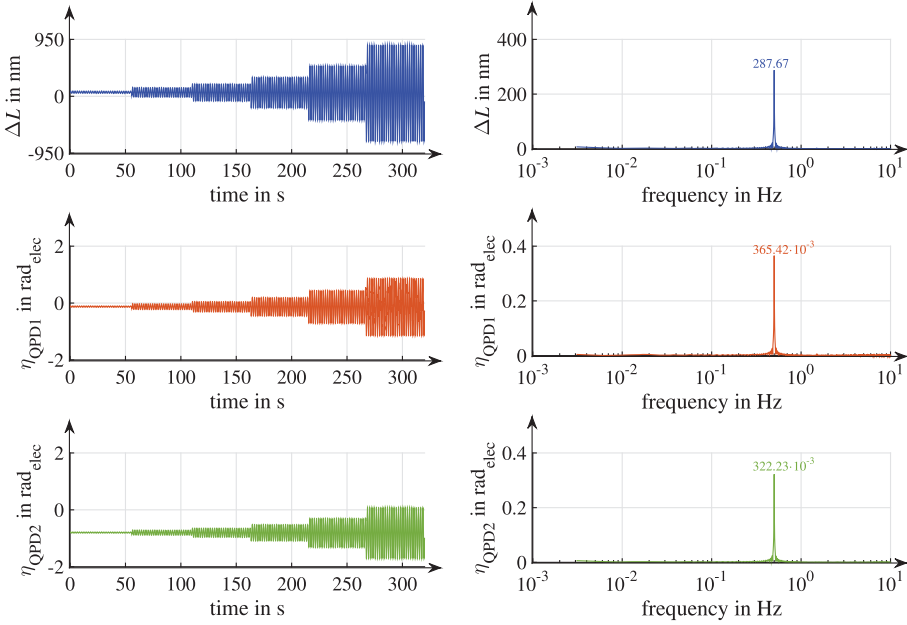 ΔL in nm
950
0
-950
0 50 100 150 200 250 300
time in s
ΔL in nm
400
200
0
287.67
10⁻³ 10⁻² 10⁻¹ 10⁰ 10¹
frequency in Hz
η_QPD1 in rad_elec
2
0
-2
0 50 100 150 200 250 300
time in s
η_QPD1 in rad_elec
0.4
0.2
0
365.42·10⁻³
10⁻³ 10⁻² 10⁻¹ 10⁰ 10¹
frequency in Hz
η_QPD2 in rad_elec
2
0
-2
0 50 100 150 200 250 300
time in s
η_QPD2 in rad_elec
0.4
0.2
0
322.23·10⁻³
10⁻³ 10⁻² 10⁻¹ 10⁰ 10¹
frequency in Hz